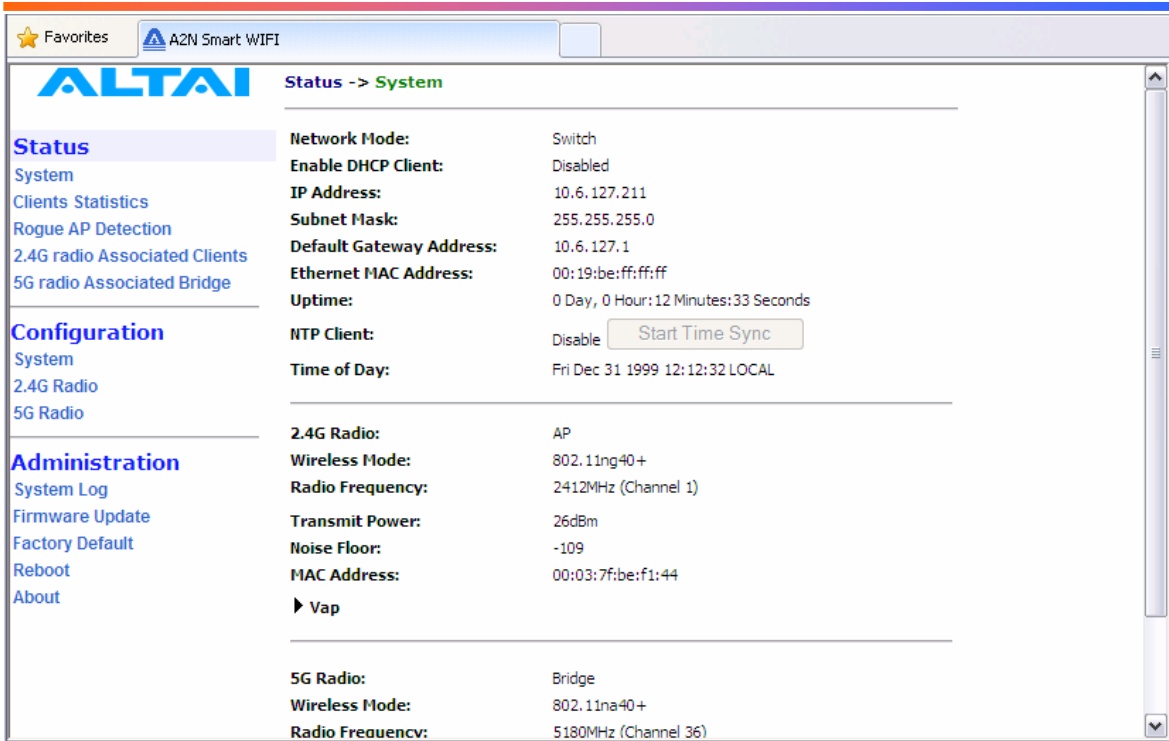 Favorites
A2N Smart WIFI
ALTAI
Status
System
Clients Statistics
Rogue AP Detection
2.4G radio Associated Clients
5G radio Associated Bridge
Configuration
System
2.4G Radio
5G Radio
Administration
System Log
Firmware Update
Factory Default
Reboot
About
Status -> System
Network Mode: Switch
Enable DHCP Client: Disabled
IP Address: 10.6.127.211
Subnet Mask: 255.255.255.0
Default Gateway Address: 10.6.127.1
Ethernet MAC Address: 00:19:be:ff:ff:ff
Uptime: 0 Day, 0 Hour:12 Minutes:33 Seconds
NTP Client: Disable Start Time Sync
Time of Day: Fri Dec 31 1999 12:12:32 LOCAL
2.4G Radio: AP
Wireless Mode: 802.11ng40+
Radio Frequency: 2412MHz (Channel 1)
Transmit Power: 26dBm
Noise Floor: -109
MAC Address: 00:03:7f:be:f1:44
Vap
5G Radio: Bridge
Wireless Mode: 802.11na40+
Radio Frequency: 5180MHz (Channel 36)